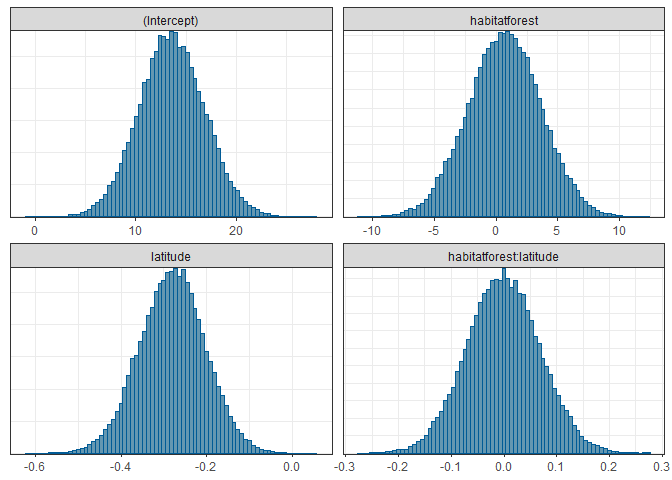 (Intercept)
habitatforest
0 10 20
-10 -5 0 5 10
latitude
habitatforest:latitude
-0.6 -0.4 -0.2 0.0
-0.3 -0.2 -0.1 0.0 0.1 0.2 0.3